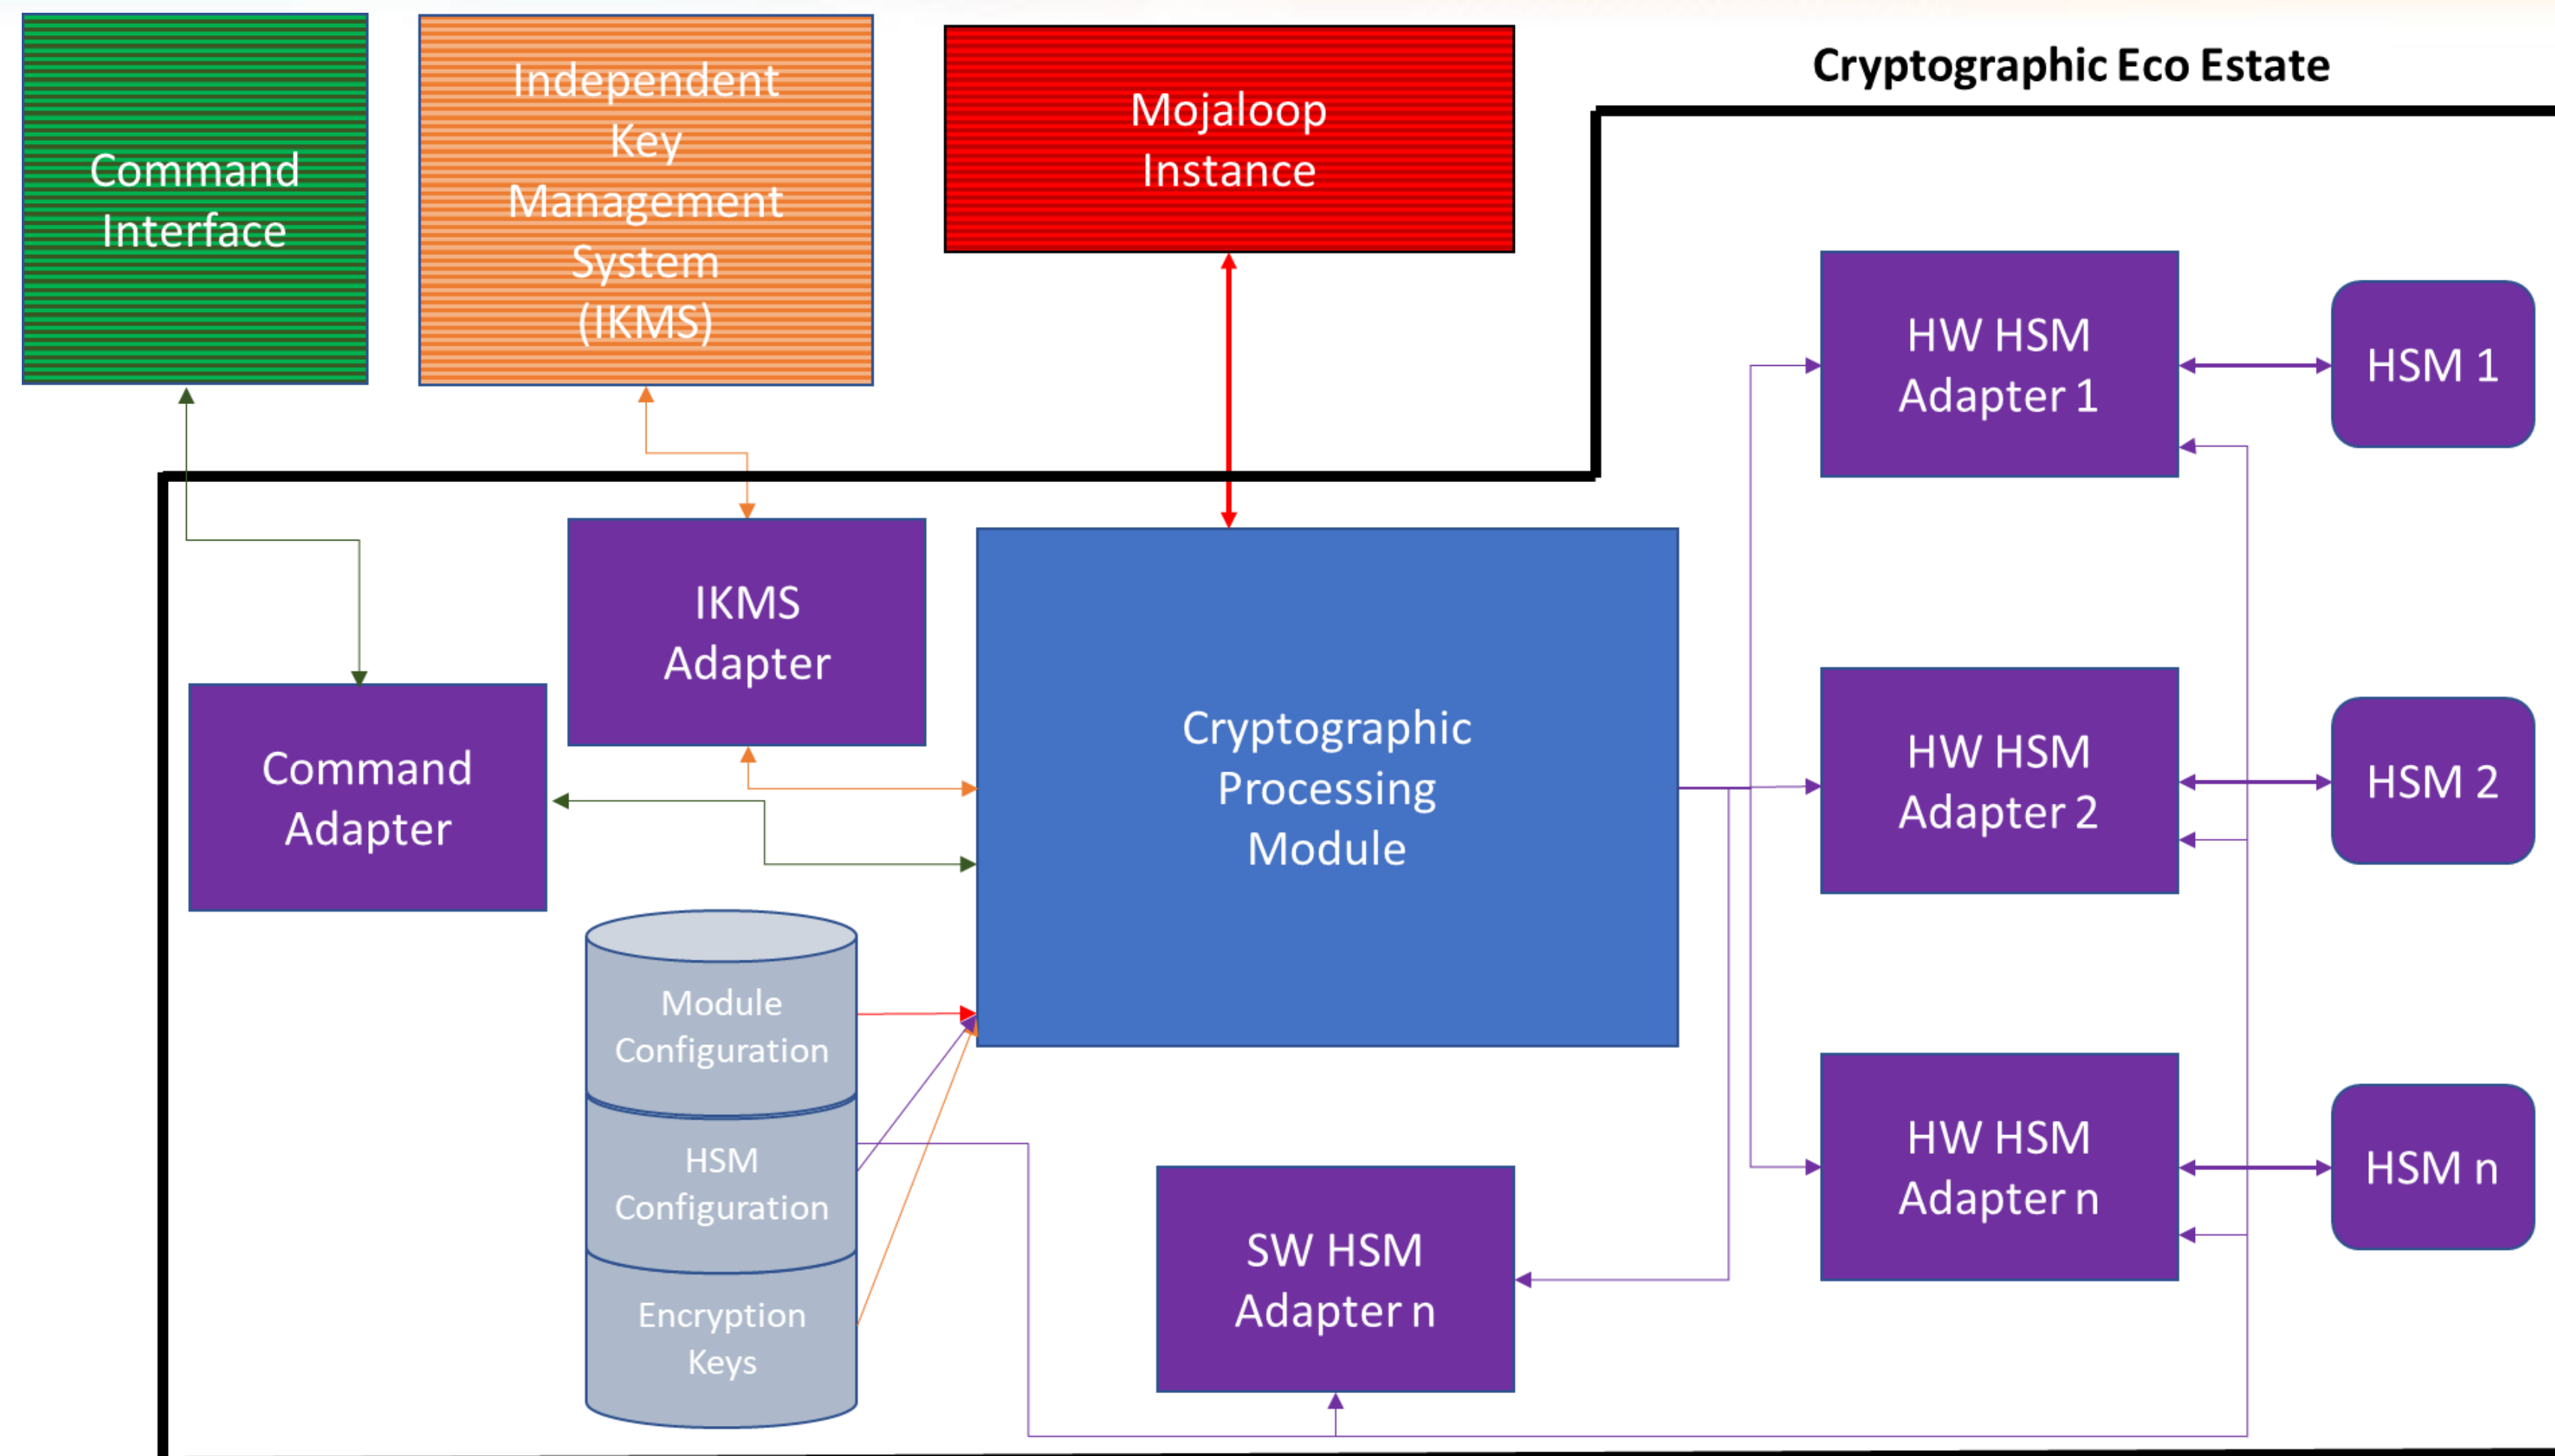 Cryptographic Eco Estate
Command
Interface
Independent
Key
Management
System
(IKMS)
Mojaloop
Instance
HW HSM
Adapter 1
HSM 1
IKMS
Adapter
Command
Adapter
Cryptographic
Processing
Module
HW HSM
Adapter 2
HSM 2
Module
Configuration
HSM
Configuration
Encryption
Keys
SW HSM
Adapter n
HW HSM
Adapter n
HSM n